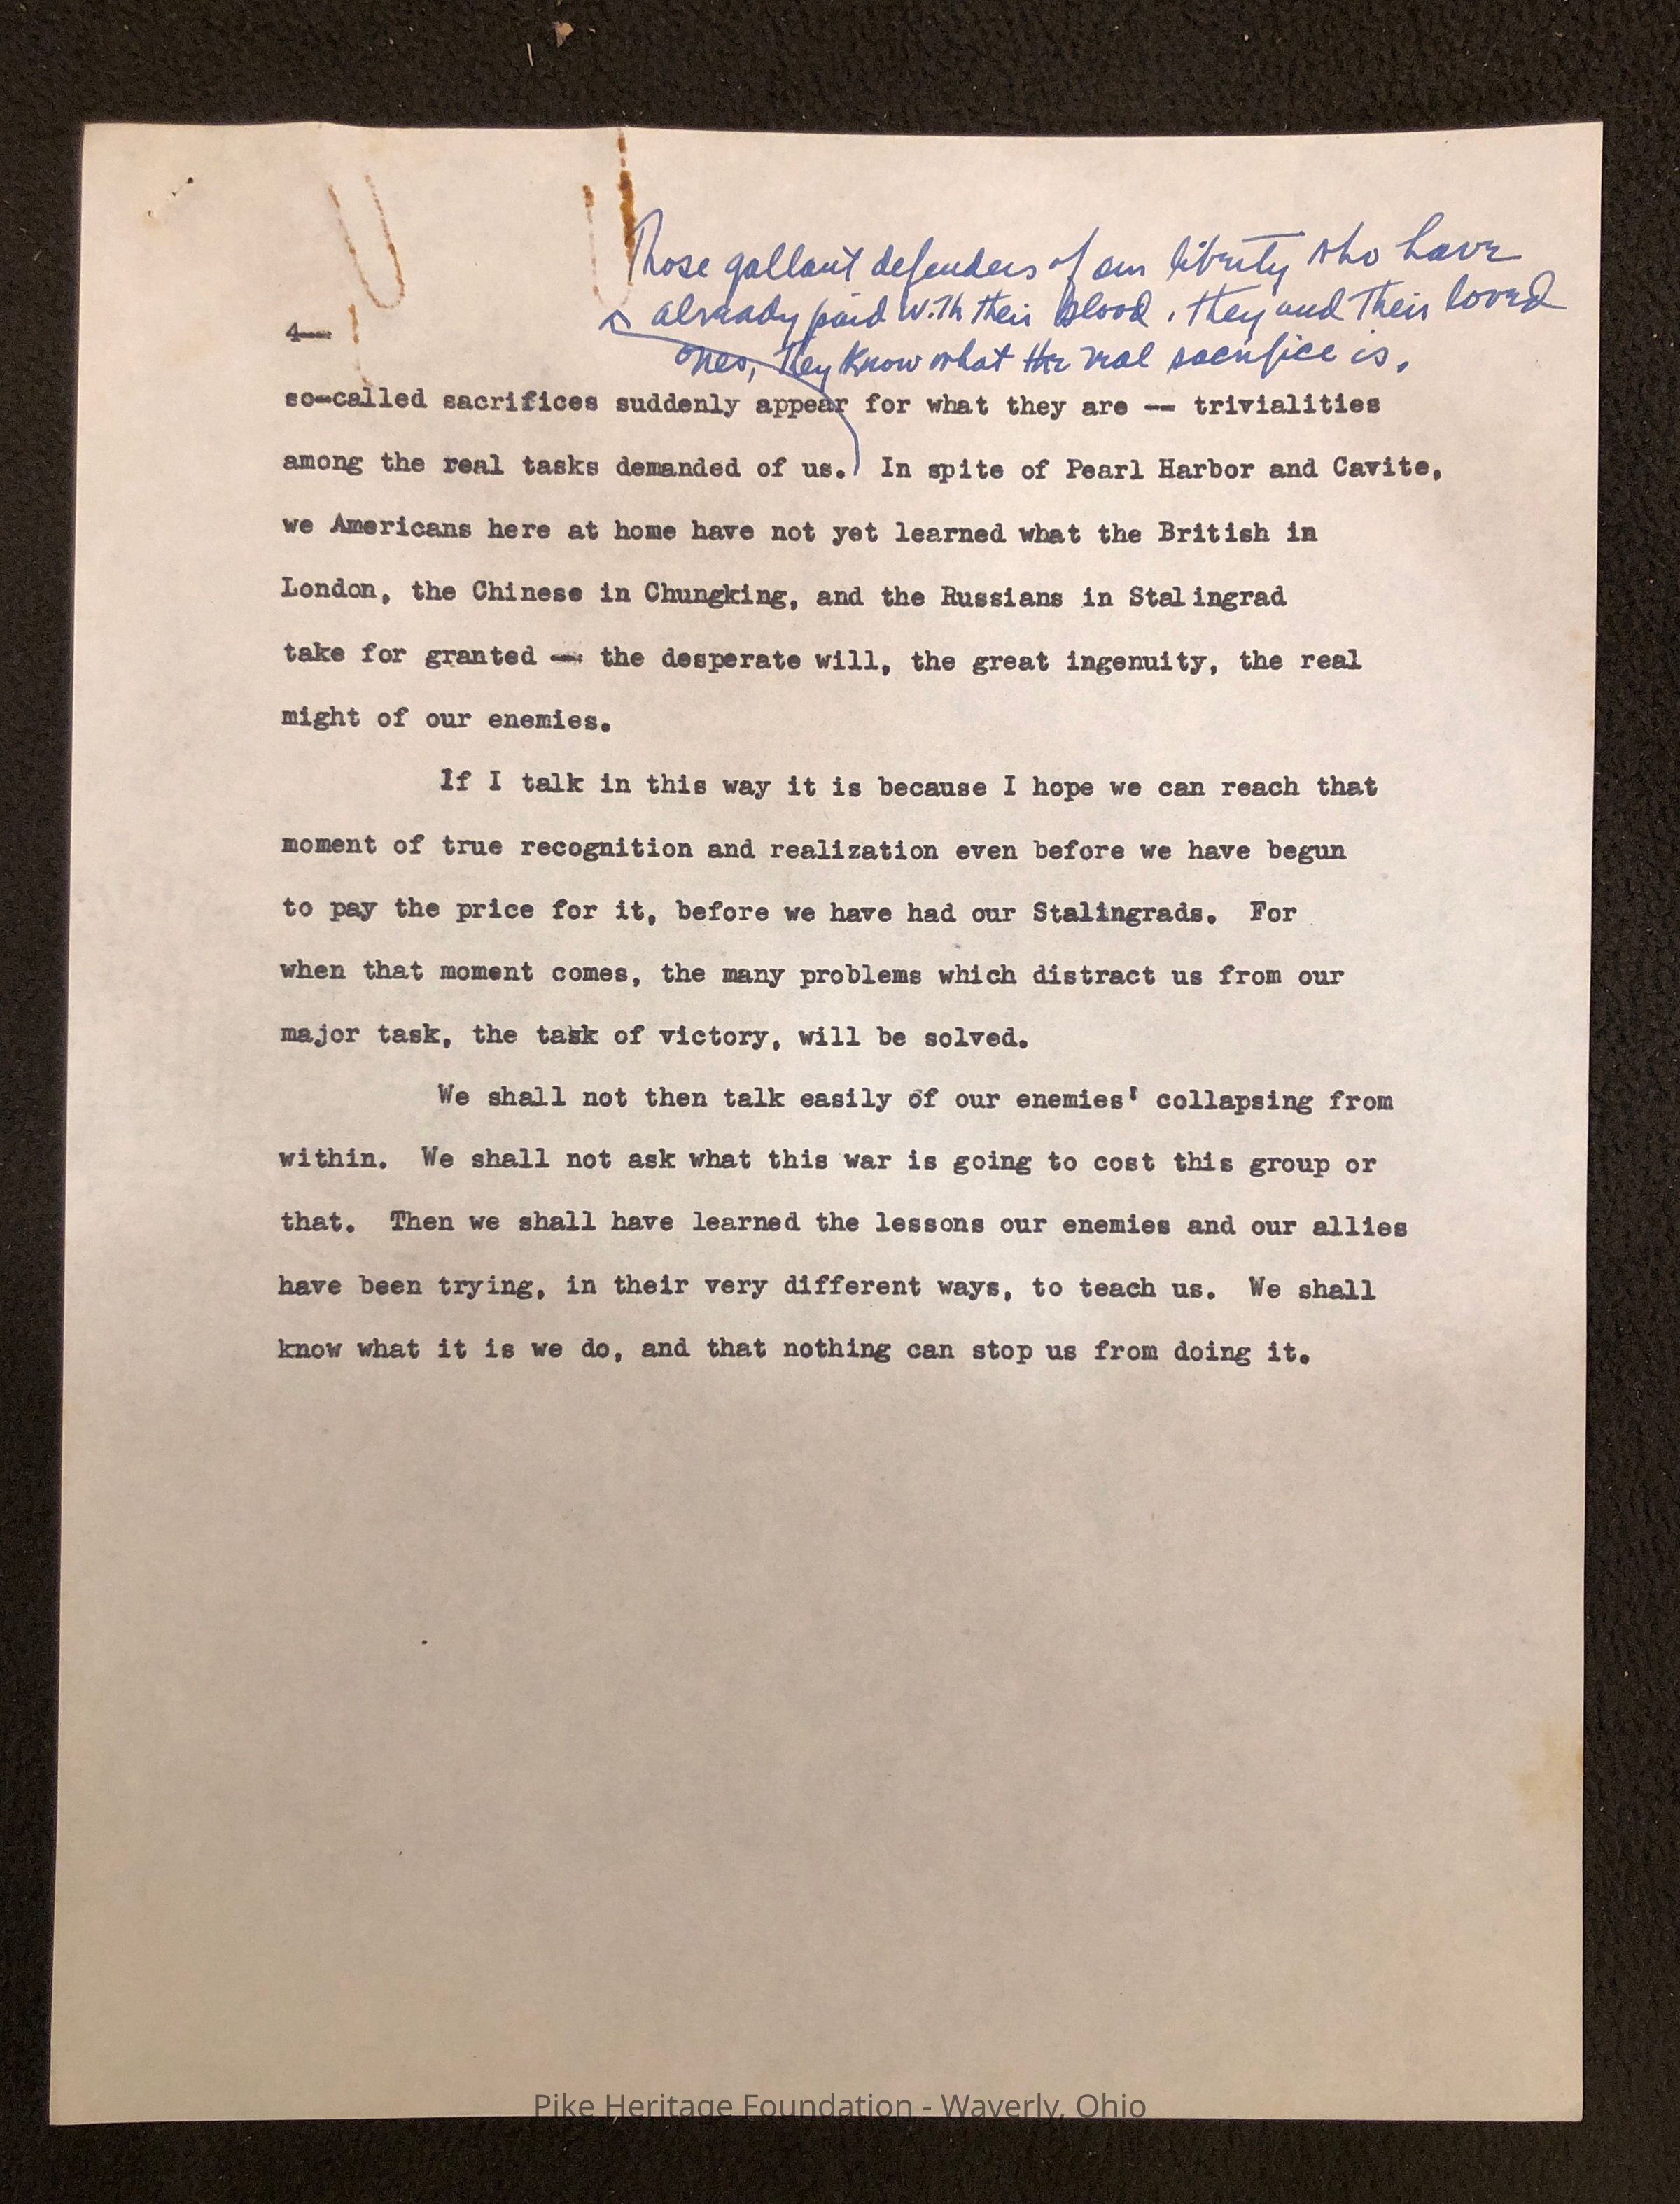 Those gallant defenders of our liberty who have
already paid with their blood, they and their loved
ones, they know what the real sacrifice is.
4--
so-called sacrifices suddenly appear for what they are -- trivialities
among the real tasks demanded of us. In spite of Pearl Harbor and Cavite,
we Americans here at home have not yet learned what the British in
London, the Chinese in Chungking, and the Russians in Stalingrad
take for granted -- the desperate will, the great ingenuity, the real
might of our enemies.
If I talk in this way it is because I hope we can reach that
moment of true recognition and realization even before we have begun
to pay the price for it, before we have had our Stalingrads. For
when that moment comes, the many problems which distract us from our
major task, the task of victory, will be solved.
We shall not then talk easily of our enemies' collapsing from
within. We shall not ask what this war is going to cost this group or
that. Then we shall have learned the lessons our enemies and our allies
have been trying, in their very different ways, to teach us. We shall
know what it is we do, and that nothing can stop us from doing it.
Pike Heritage Foundation - Waverly, Ohio